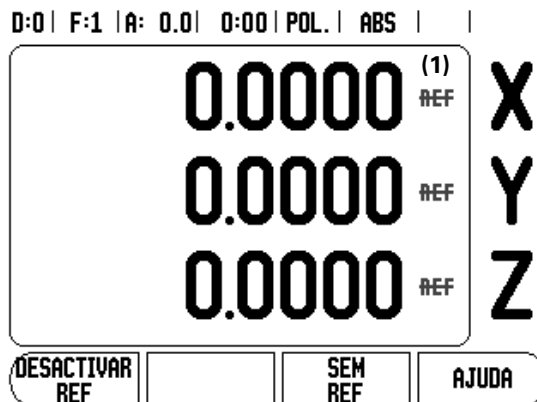 D:0| F:1 |A: 0.0| 0:00|POL.| ABS | |
(1)
0.0000 REF X
0.0000 REF Y
0.0000 REF Z
DESACTIVAR REF
SEM REF
AJUDA